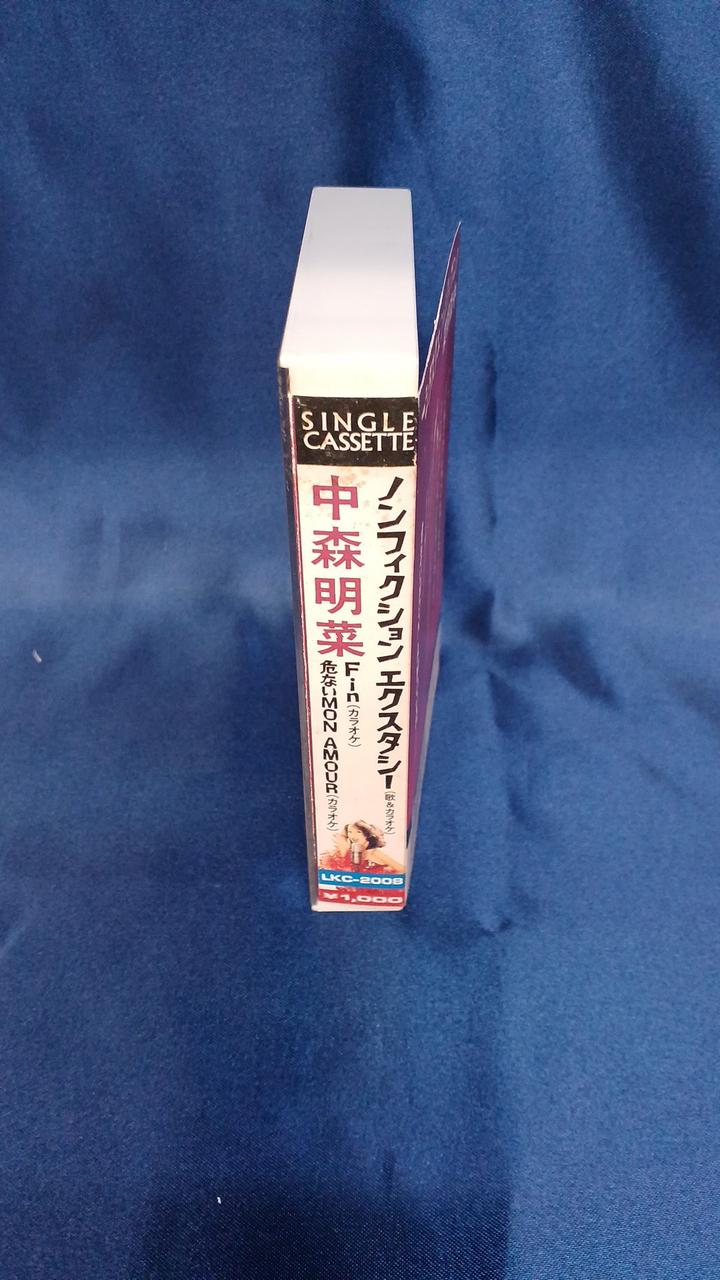 SINGLE
CASSETTE
ノンフィクション エクスタシー(歌&カラオケ)
中森明菜
Fin(カラオケ)
危ないMON AMOUR(カラオケ)
LKC-2008
¥1,000